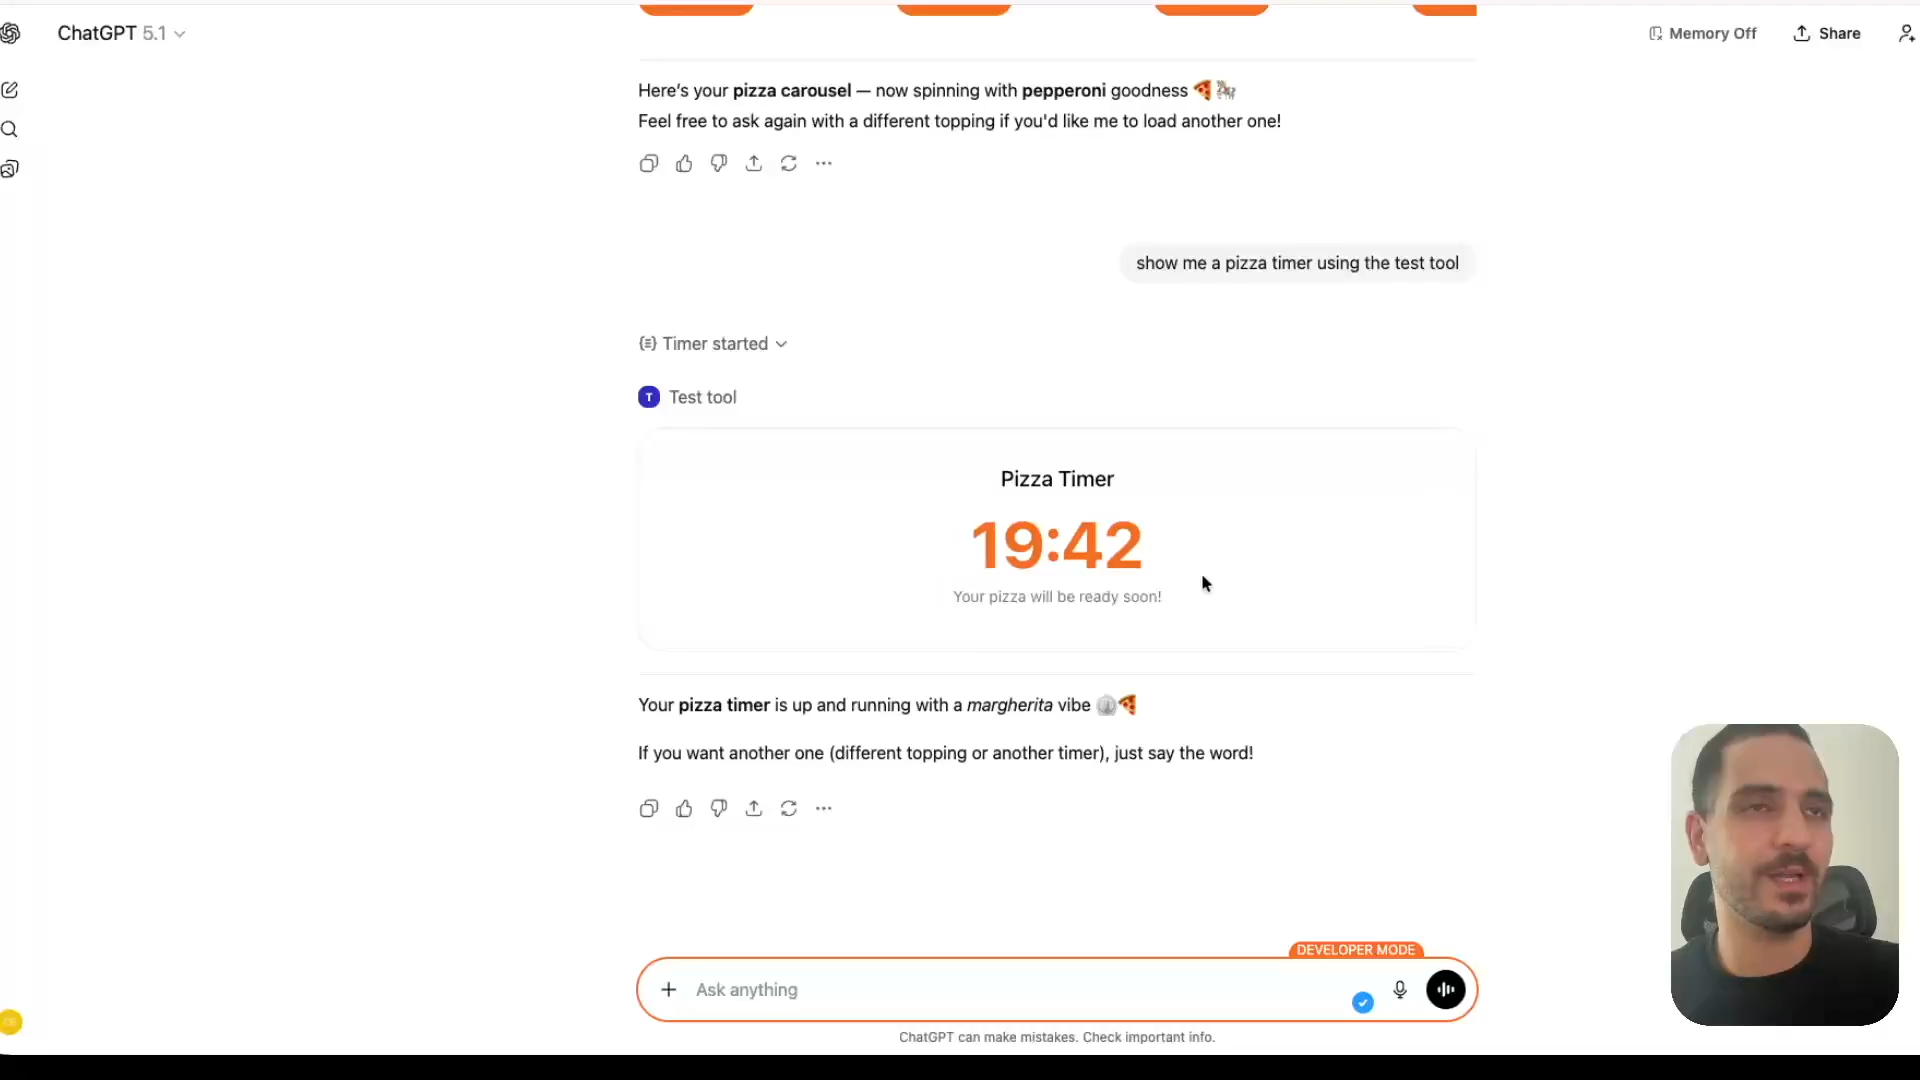 ChatGPT 5.1
Memory Off
Share
Here's your pizza carousel — now spinning with pepperoni goodness 🍕🎠
Feel free to ask again with a different topping if you'd like me to load another one!
show me a pizza timer using the test tool
Timer started
T Test tool
Pizza Timer
19:42
Your pizza will be ready soon!
Your pizza timer is up and running with a margherita vibe 🍕
If you want another one (different topping or another timer), just say the word!
DEVELOPER MODE
Ask anything
ChatGPT can make mistakes. Check important info.